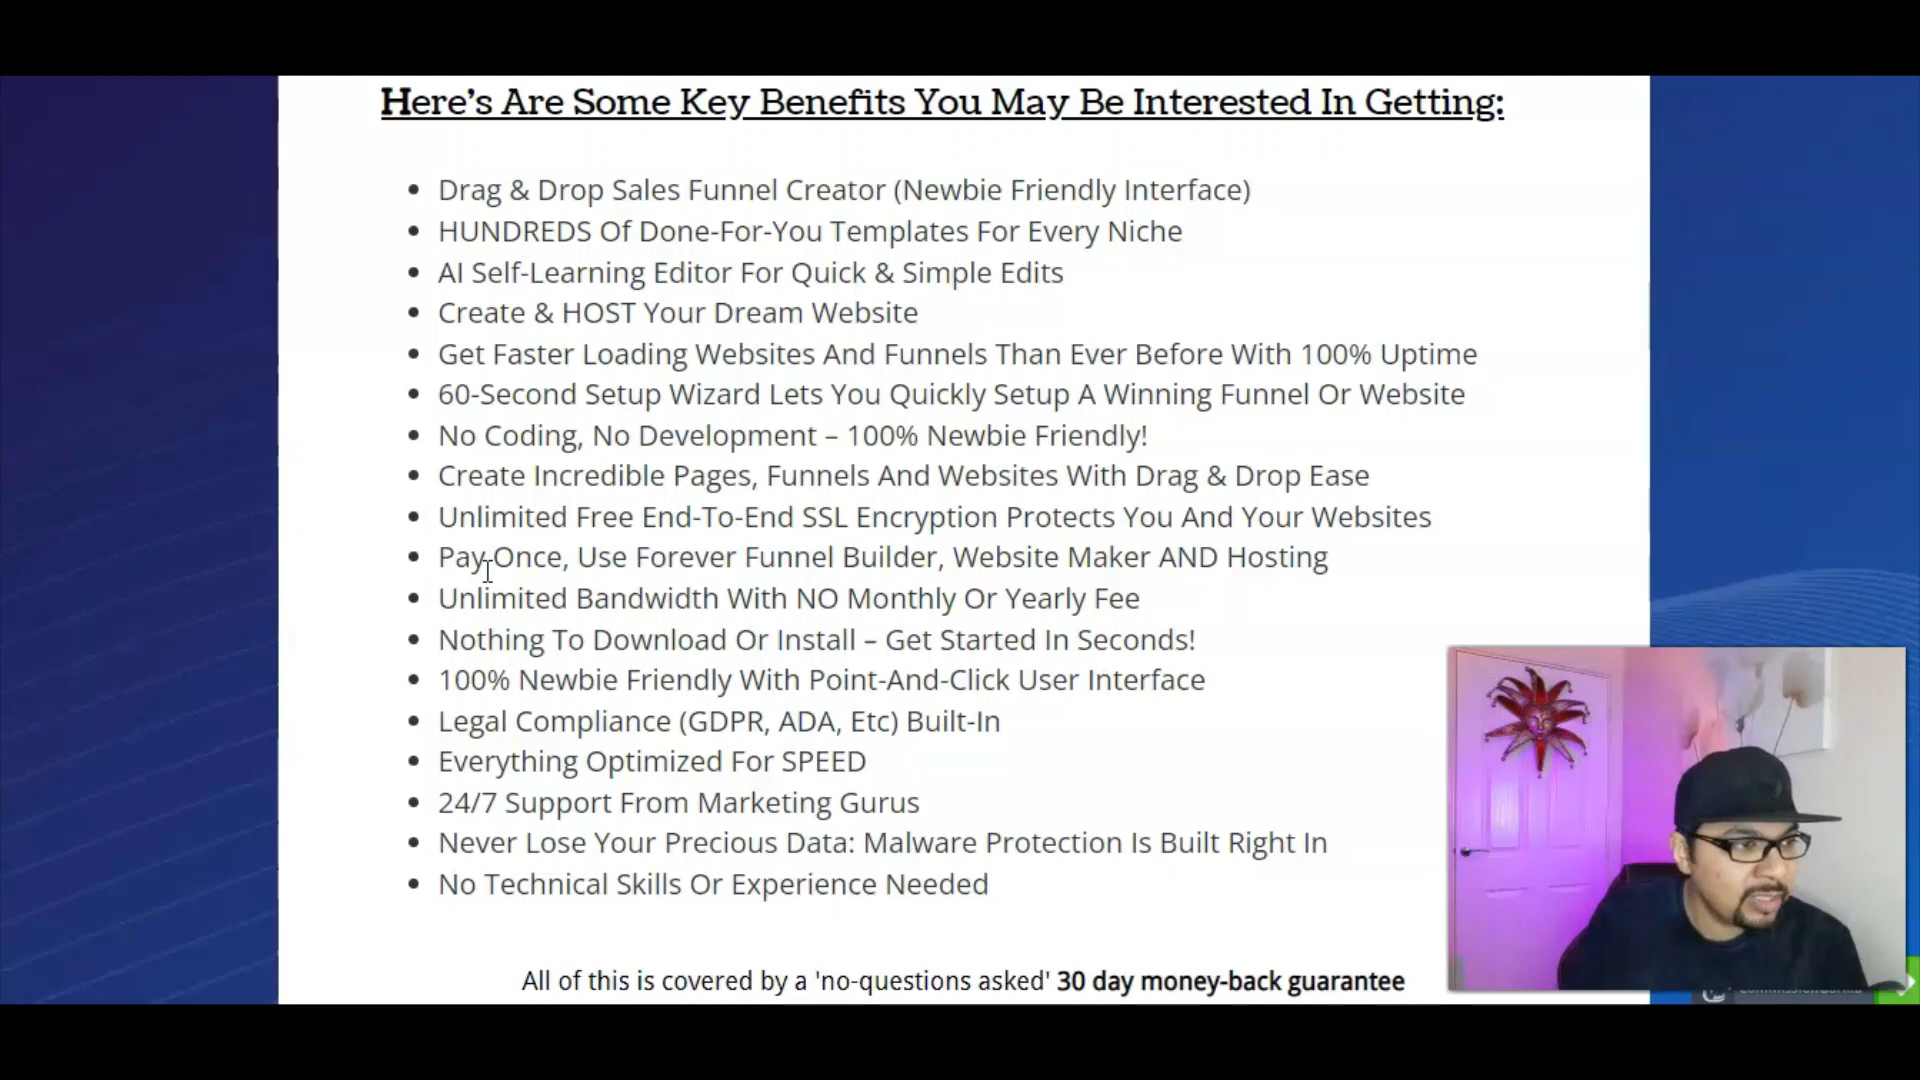 Here's Are Some Key Benefits You May Be Interested In Getting:
Drag & Drop Sales Funnel Creator (Newbie Friendly Interface)
HUNDREDS Of Done-For-You Templates For Every Niche
AI Self-Learning Editor For Quick & Simple Edits
Create & HOST Your Dream Website
Get Faster Loading Websites And Funnels Than Ever Before With 100% Uptime
60-Second Setup Wizard Lets You Quickly Setup A Winning Funnel Or Website
No Coding, No Development – 100% Newbie Friendly!
Create Incredible Pages, Funnels And Websites With Drag & Drop Ease
Unlimited Free End-To-End SSL Encryption Protects You And Your Websites
Pay Once, Use Forever Funnel Builder, Website Maker AND Hosting
Unlimited Bandwidth With NO Monthly Or Yearly Fee
Nothing To Download Or Install – Get Started In Seconds!
100% Newbie Friendly With Point-And-Click User Interface
Legal Compliance (GDPR, ADA, Etc) Built-In
Everything Optimized For SPEED
24/7 Support From Marketing Gurus
Never Lose Your Precious Data: Malware Protection Is Built Right In
No Technical Skills Or Experience Needed
All of this is covered by a 'no-questions asked' 30 day money-back guarantee